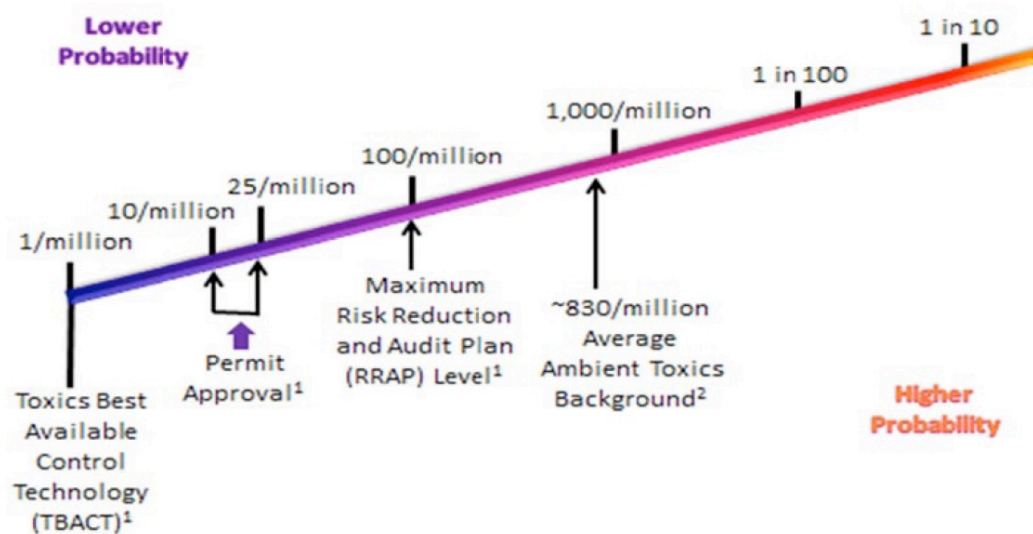 Lower
Probability
1 in 10
1 in 100
1,000/million
100/million
25/million
10/million
1/million
Maximum
Risk Reduction
and Audit Plan
(RRAP) Level¹
~830/million
Average
Ambient Toxics
Background²
Permit
Approval¹
Toxics Best
Available
Control
Technology
(TBACT)¹
Higher
Probability